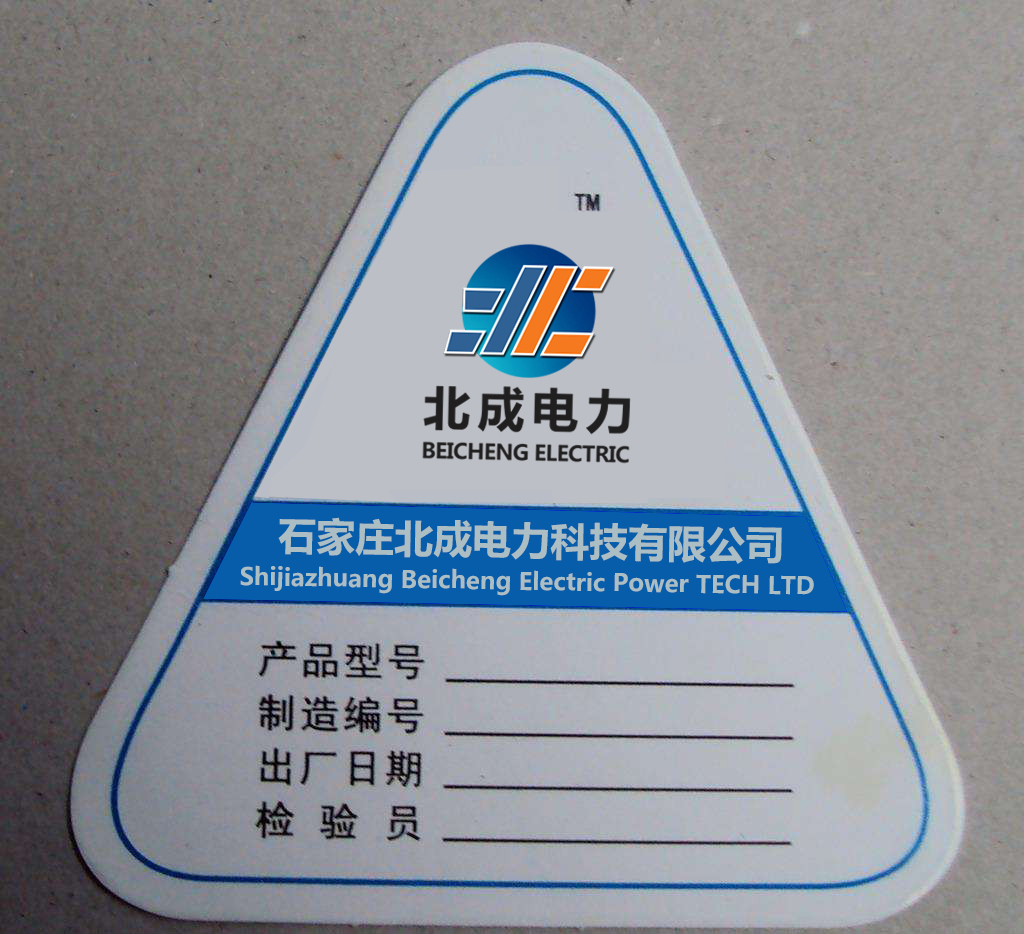 TM
北成电力
BEICHENG ELECTRIC
石家庄北成电力科技有限公司
Shijiazhuang Beicheng Electric Power TECH LTD
产品型号
制造编号
出厂日期
检验员